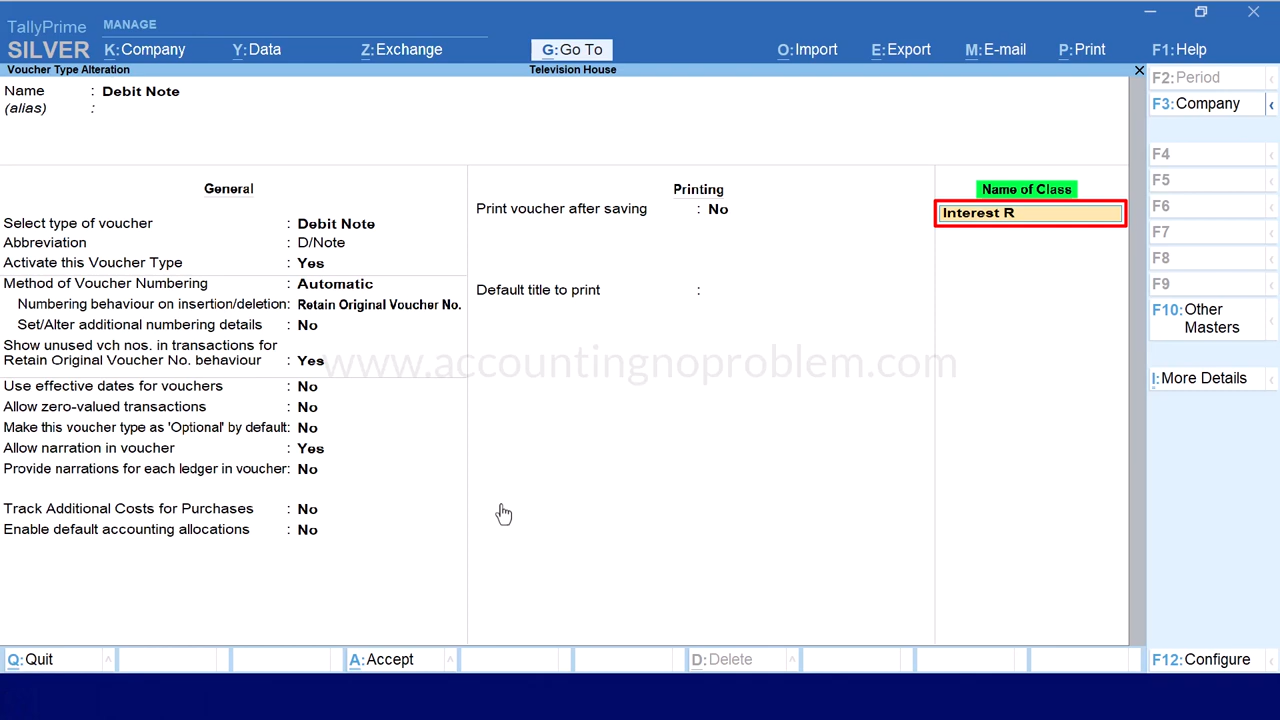 TallyPrime MANAGE
SILVER K:Company Y:Data Z:Exchange G:Go To O:Import E:Export M:E-mail P:Print F1:Help
Voucher Type Alteration Television House
Name : Debit Note
(alias) :
General
Select type of voucher : Debit Note
Abbreviation : D/Note
Activate this Voucher Type : Yes
Method of Voucher Numbering : Automatic
Numbering behaviour on insertion/deletion: Retain Original Voucher No.
Set/Alter additional numbering details : No
Show unused vch nos. in transactions for
Retain Original Voucher No. behaviour : Yes
Use effective dates for vouchers : No
Allow zero-valued transactions : No
Make this voucher type as 'Optional' by default: No
Allow narration in voucher : Yes
Provide narrations for each ledger in voucher: No
Track Additional Costs for Purchases : No
Enable default accounting allocations : No
Printing
Print voucher after saving : No
Default title to print :
Name of Class
Interest R
www.accountingnoproblem.com
F2:Period
F3:Company
F4
F5
F6
F7
F8
F9
F10:Other
Masters
I:More Details
F12:Configure
Q:Quit A:Accept D:Delete